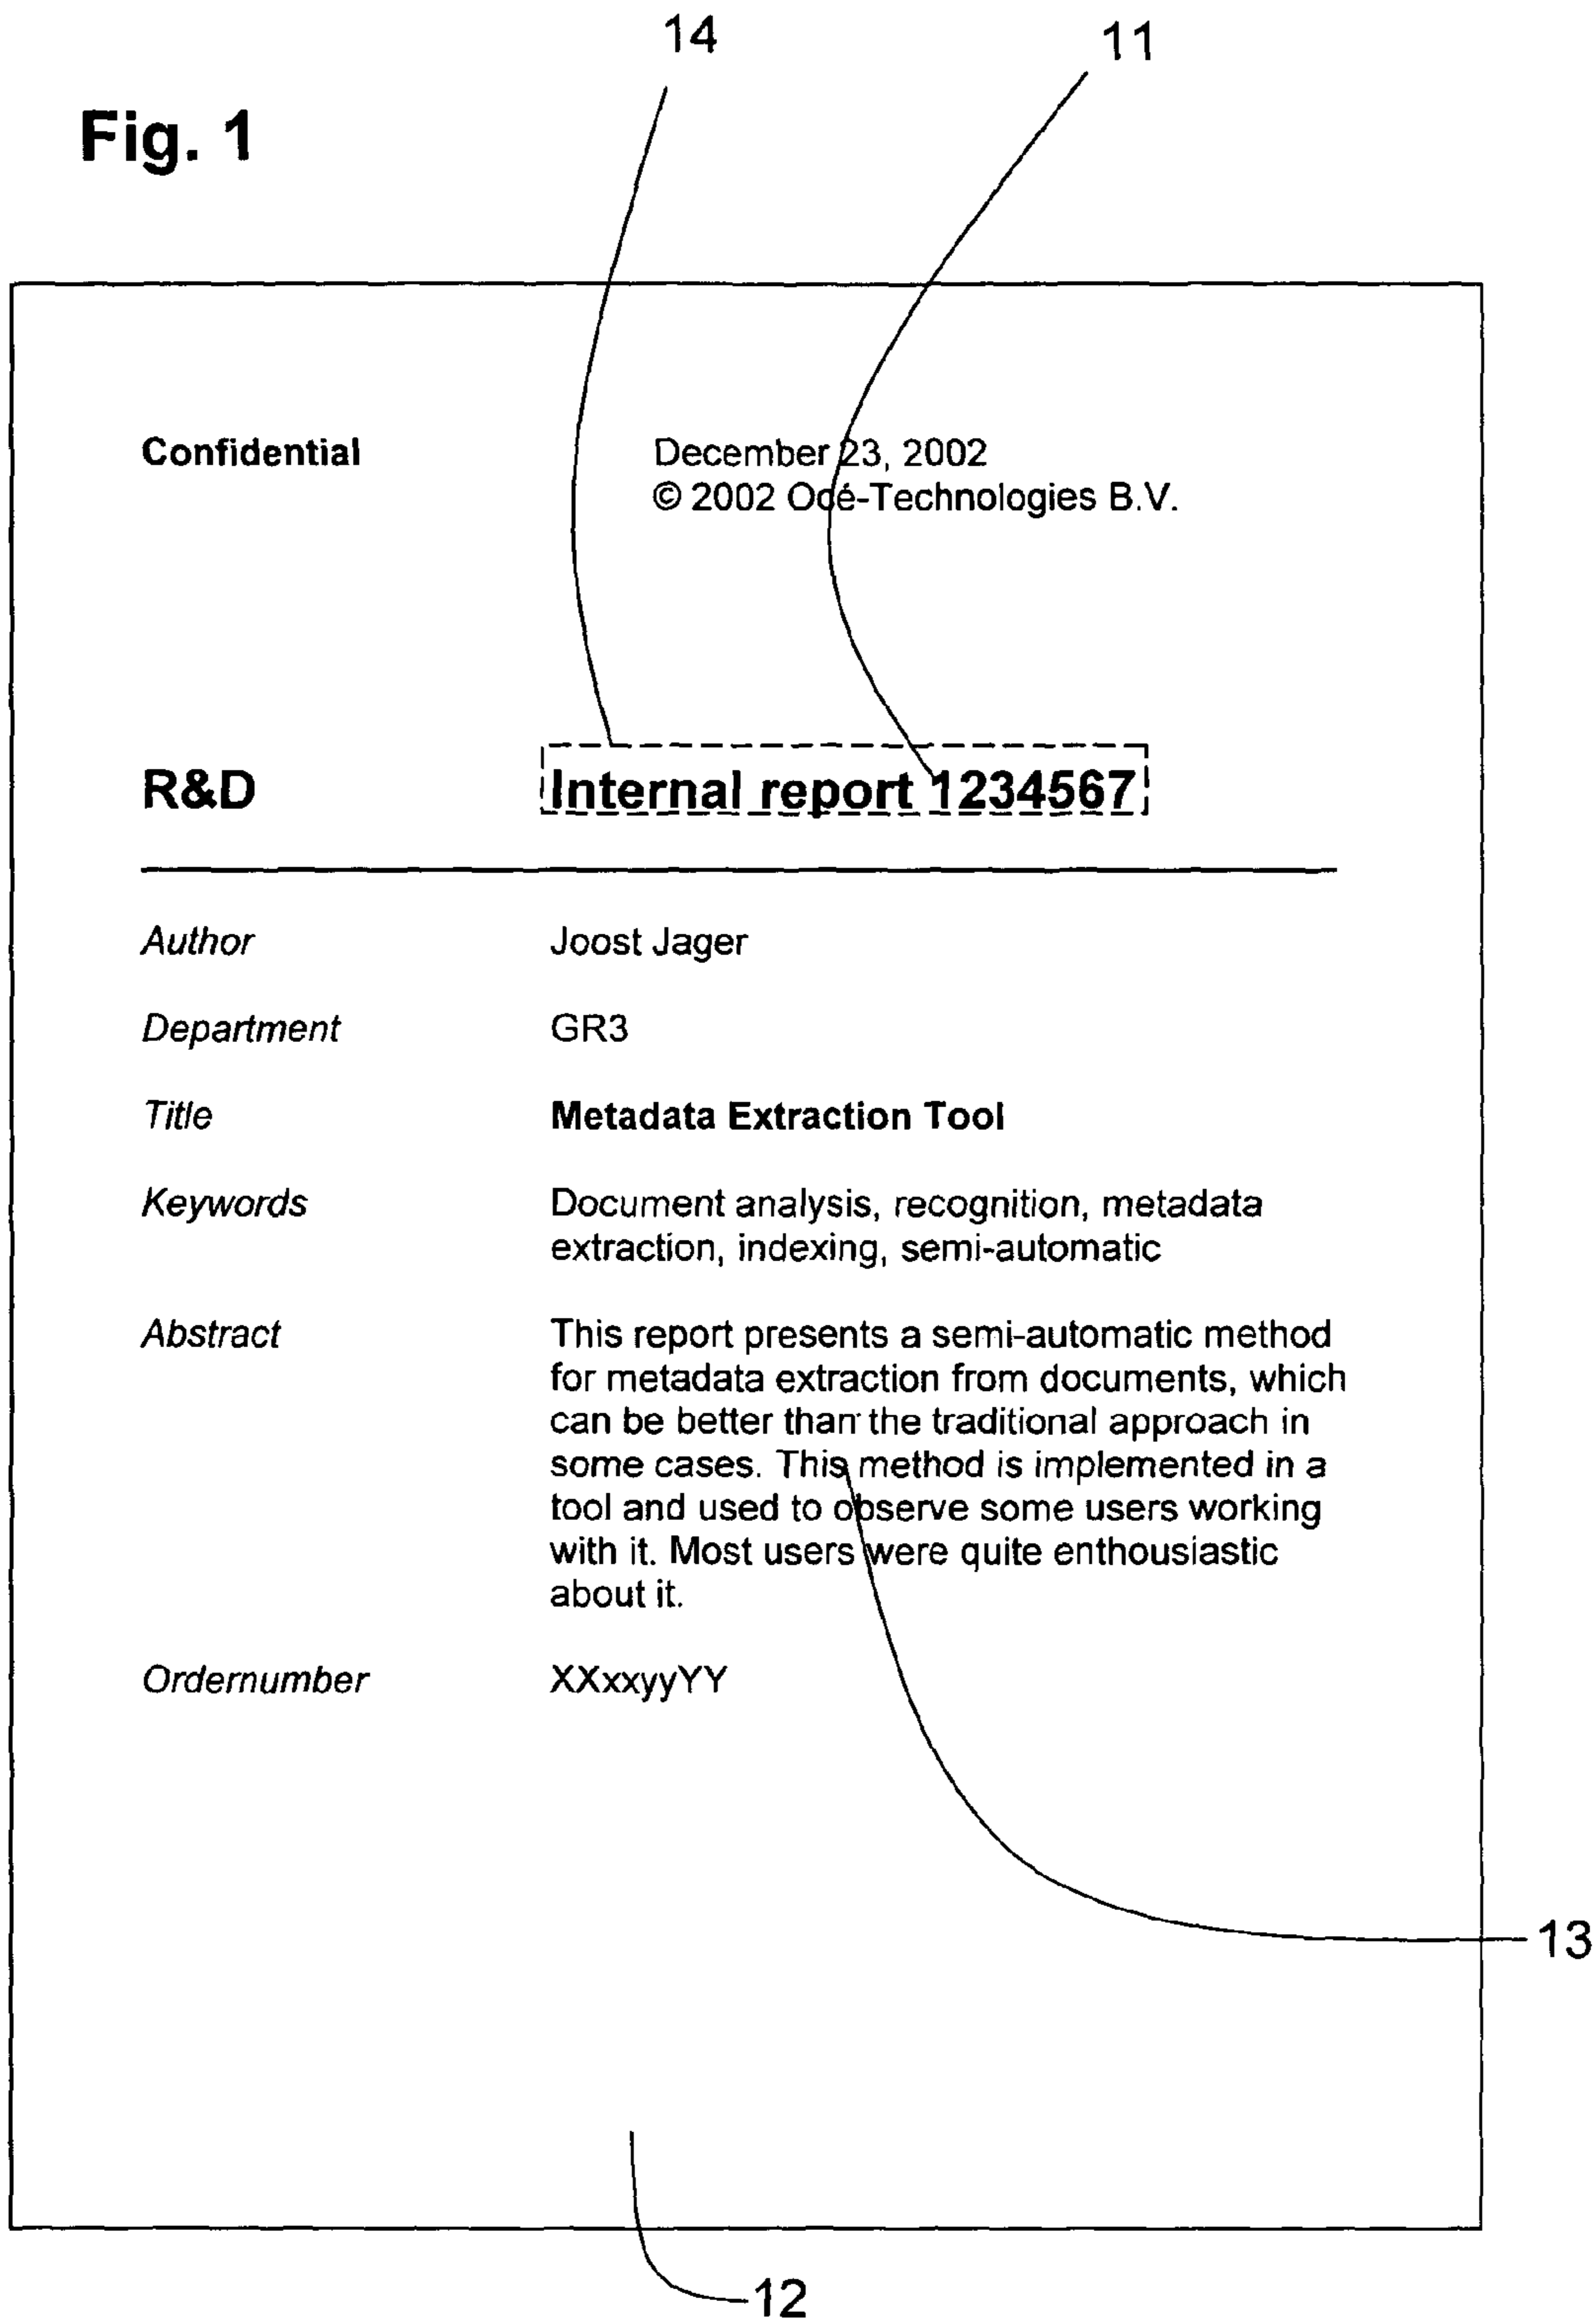 14 11
Fig. 1
Confidential December 23, 2002
© 2002 Océ-Technologies B.V.
R&D Internal report 1234567
Author Joost Jager
Department GR3
Title Metadata Extraction Tool
Keywords Document analysis, recognition, metadata
extraction, indexing, semi-automatic
Abstract This report presents a semi-automatic method
for metadata extraction from documents, which
can be better than the traditional approach in
some cases. This method is implemented in a
tool and used to observe some users working
with it. Most users were quite enthousiastic
about it.
Ordernumber XXxxyyYY
13
12